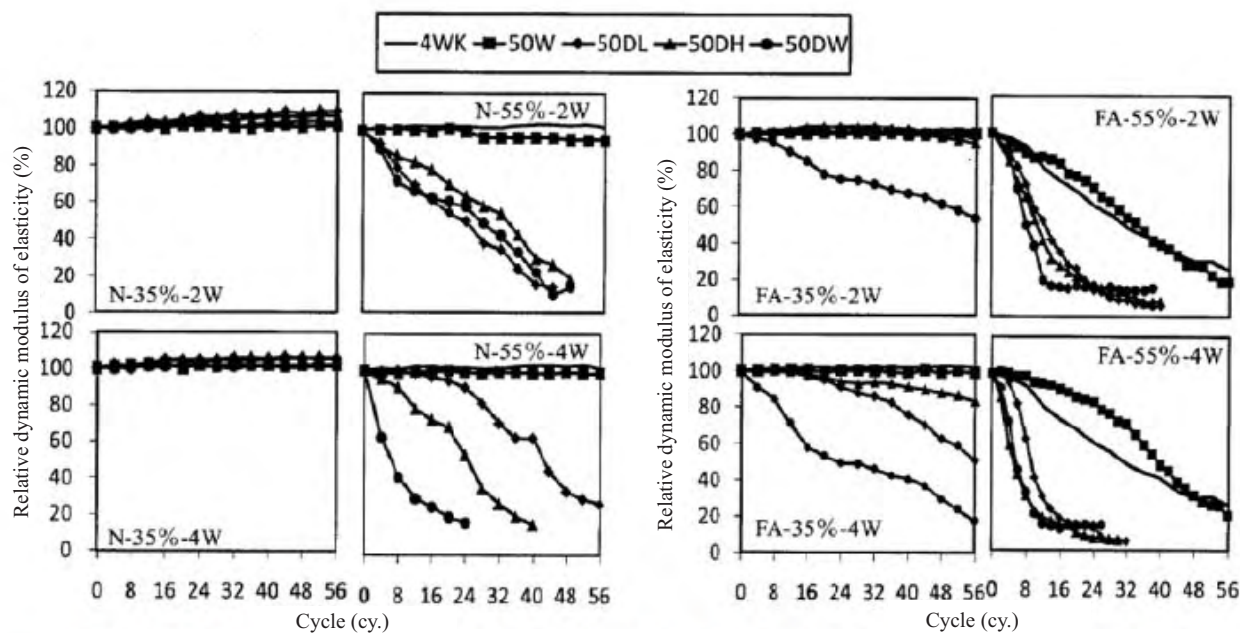 4WK 50W 50DL 50DH 50DW
Relative dynamic modulus of elasticity (%)
120
100
80
60
40
20
0
N-35%-2W
N-55%-2W
120
100
80
60
40
20
0
N-35%-4W
N-55%-4W
0 8 16 24 32 40 48 56
0 8 16 24 32 40 48 56
Cycle (cy.)
Relative dynamic modulus of elasticity (%)
120
100
80
60
40
20
0
FA-35%-2W
FA-55%-2W
120
100
80
60
40
20
0
FA-35%-4W
FA-55%-4W
0 8 16 24 32 40 48 56
0 8 16 24 32 40 48 56
Cycle (cy.)